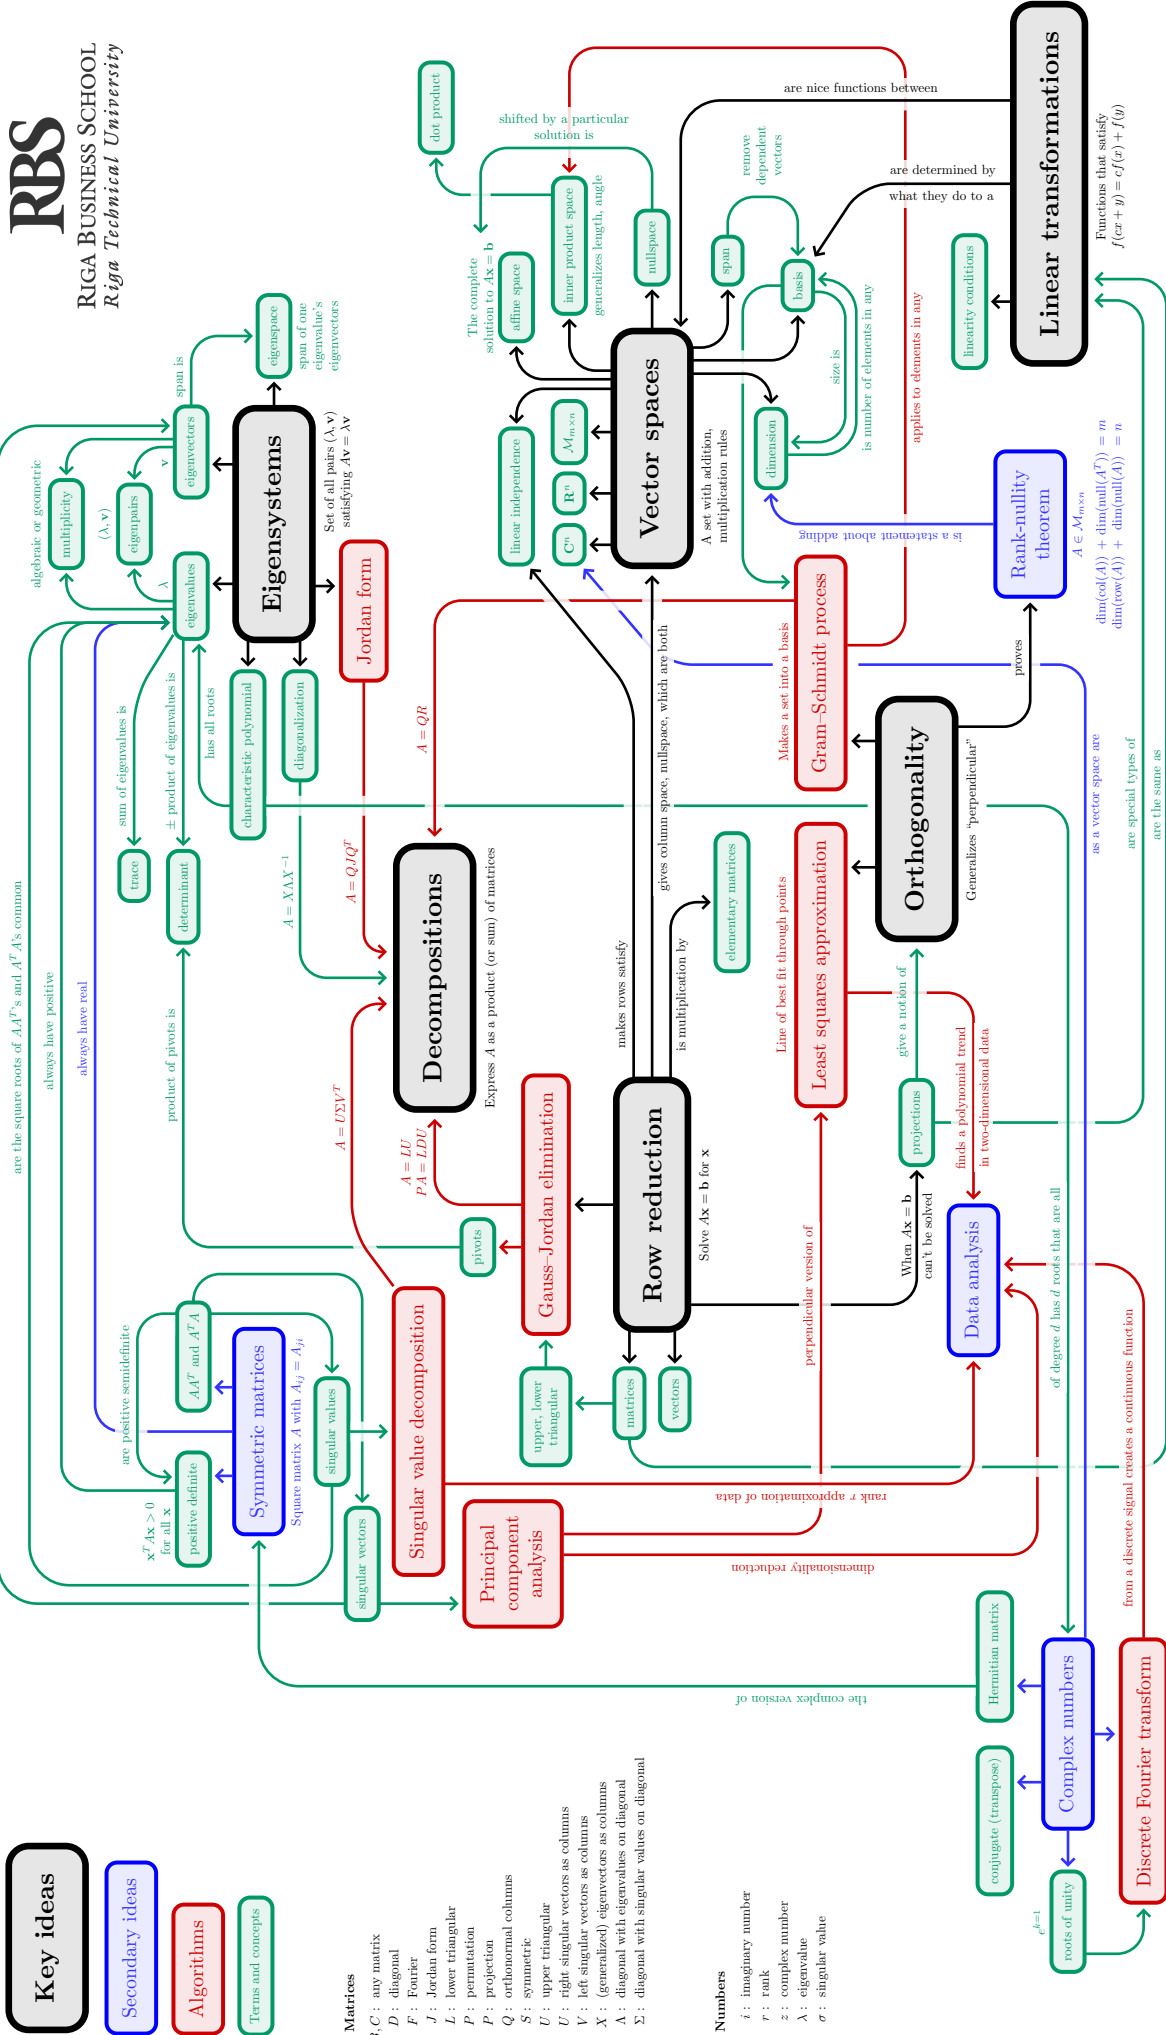 RBS
RIGA BUSINESS SCHOOL
Riga Technical University
Key ideas
Secondary ideas
Algorithms
Terms and concepts
Matrices
, C : any matrix
D : diagonal
F : Fourier
J : Jordan form
L : lower triangular
P : permutation
P : projection
Q : orthonormal columns
S : symmetric
U : upper triangular
U : right singular vectors as columns
V : left singular vectors as columns
X : (generalized) eigenvectors as columns
Λ : diagonal with eigenvalues on diagonal
Σ : diagonal with singular values on diagonal
Numbers
i : imaginary number
r : rank
z : complex number
λ : eigenvalue
σ : singular value
are the square roots of AA^T's and A^T A's common
always have positive
always have real
product of pivots is
are positive semidefinite
x^T Ax > 0
for all x
positive definite
AA^T and A^T A
Symmetric matrices
Square matrix A with A_ij = A_ji
singular values
singular vectors
Singular value decomposition
Principal
component
analysis
A = UΣV^T
algebraic or geometric
multiplicity
(λ, v)
eigenpairs
v
eigenvectors
span is
eigenspace
span of one
eigenvalue's
eigenvectors
λ
eigenvalues
Eigensystems
Set of all pairs (λ, v)
satisfying Av = λv
Jordan form
sum of eigenvalues is
trace
± product of eigenvalues is
determinant
has all roots
characteristic polynomial
diagonalization
A = XΛX^−1
A = QJQ^T
A = QR
Decompositions
Express A as a product (or sum) of matrices
A = LU
PA = LDU
pivots
Gauss–Jordan elimination
upper, lower
triangular
matrices
vectors
Row reduction
Solve Ax = b for x
makes rows satisfy
gives column space, nullspace, which are both
is multiplication by
elementary matrices
dot product
shifted by a particular
solution is
The complete
solution to Ax = b
affine space
inner product space
generalizes length, angle
nullspace
linear independence
C^n
R^n
M_m×n
Vector spaces
A set with addition,
multiplication rules
span
remove
dependent
vectors
basis
dimension
size is
is number of elements in any
applies to elements in any
are nice functions between
are determined by
what they do to a
linearity conditions
Linear transformations
Functions that satisfy
f(cx + y) = cf(x) + f(y)
is a statement about adding
Rank-nullity
theorem
A ∈ M_m×n
dim(col(A)) + dim(null(A^T)) = m
dim(row(A)) + dim(null(A)) = n
proves
Makes a set into a basis
Gram–Schmidt process
Orthogonality
Generalizes “perpendicular”
Line of best fit through points
Least squares approximation
give a notion of
projections
finds a polynomial trend
in two-dimensional data
When Ax = b
can't be solved
perpendicular version of
Data analysis
rank r approximation of data
dimensionality reduction
the complex version of
of degree d has d roots that are all
as a vector space are
are special types of
are the same as
from a discrete signal creates a continuous function
Hermitian matrix
conjugate (transpose)
Complex numbers
e^k=1
roots of unity
Discrete Fourier transform